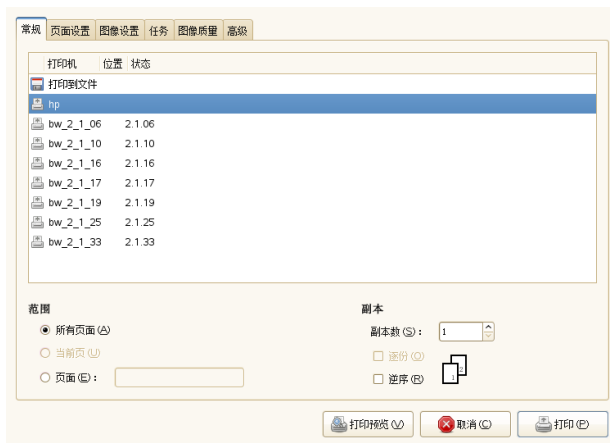 常规 页面设置 图像设置 任务 图像质量 高级
打印机 位置 状态
打印到文件
hp
bw_2_1_06 2.1.06
bw_2_1_10 2.1.10
bw_2_1_16 2.1.16
bw_2_1_17 2.1.17
bw_2_1_19 2.1.19
bw_2_1_25 2.1.25
bw_2_1_33 2.1.33
范围 副本
所有页面(A) 副本数(S): 1
当前页(U) 逐份(O)
页面(E): 逆序(R)
1 2
打印预览(V) 取消(C) 打印(P)